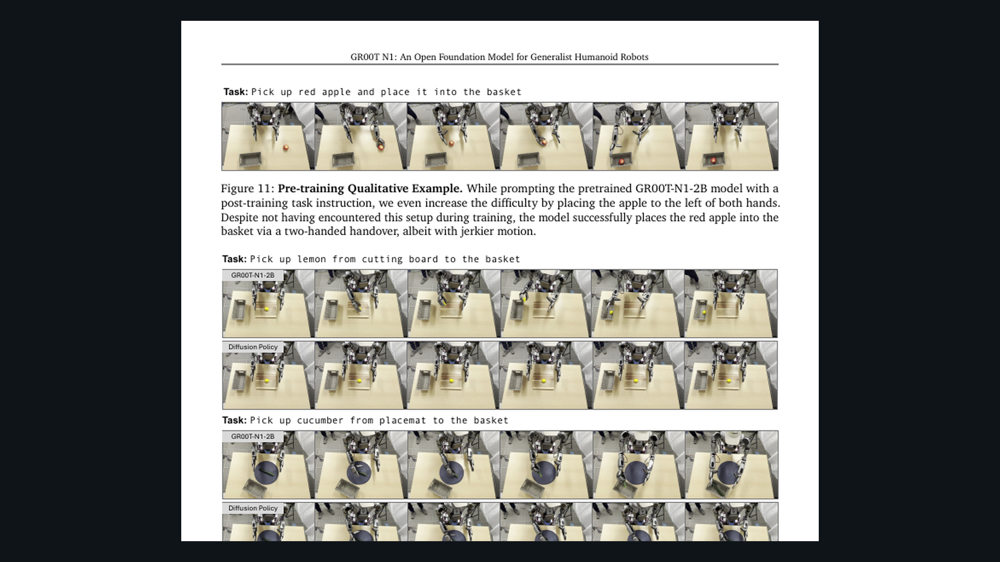 GR00T N1: An Open Foundation Model for Generalist Humanoid Robots
Task: Pick up red apple and place it into the basket
Figure 11: Pre-training Qualitative Example. While prompting the pretrained GR00T-N1-2B model with a
post-training task instruction, we even increase the difficulty by placing the apple to the left of both hands.
Despite not having encountered this setup during training, the model successfully places the red apple into the
basket via a two-handed handover, albeit with jerkier motion.
Task: Pick up lemon from cutting board to the basket
GR00T-N1-2B
Diffusion Policy
Task: Pick up cucumber from placemat to the basket
GR00T-N1-2B
Diffusion Policy